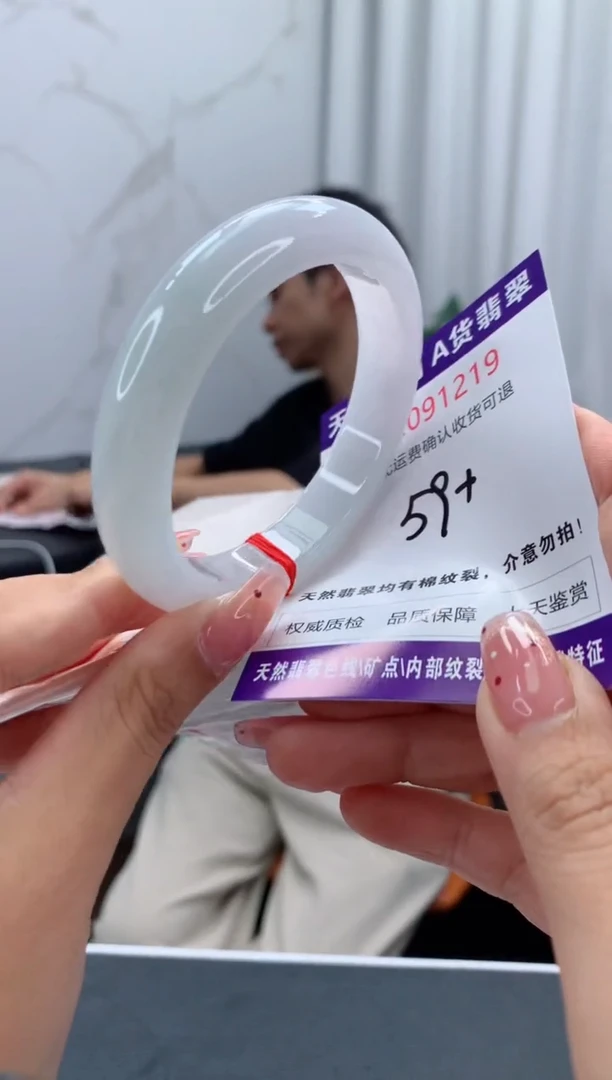 天 A货翡翠
091219
运费确认收货可退
59+
天然翡翠均有棉纹裂，介意勿拍！
权威质检 品质保障 天鉴赏
天然翡翠色线\矿点\内部纹裂 特征